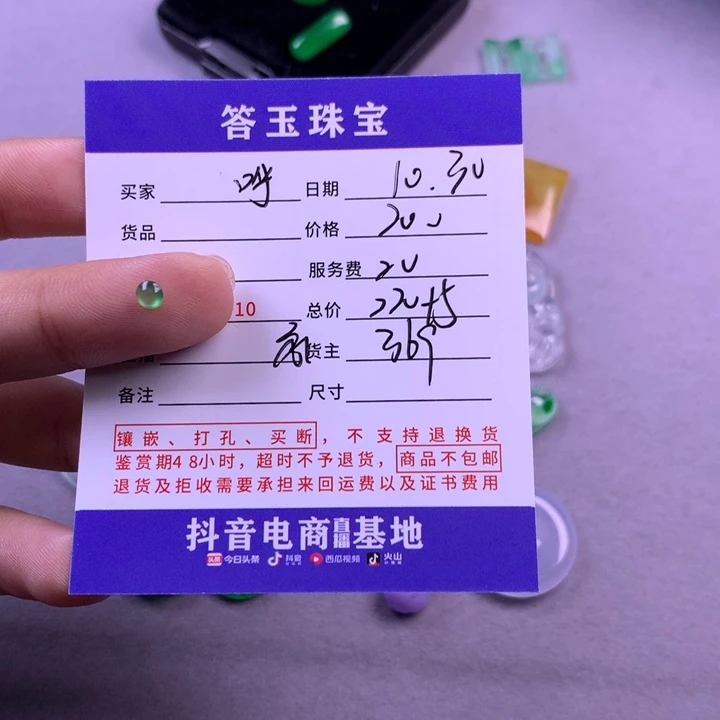 答玉珠宝
买家 日期 10.30
货品 价格 200
服务费 20
10 总价 220
货主 369
备注 尺寸
镶嵌、打孔、买断，不支持退换货
鉴赏期48小时，超时不予退货，商品不包邮
退货及拒收需要承担来回运费以及证书费用
抖音电商直播基地
头条 今日头条 抖音 西瓜视频 火山